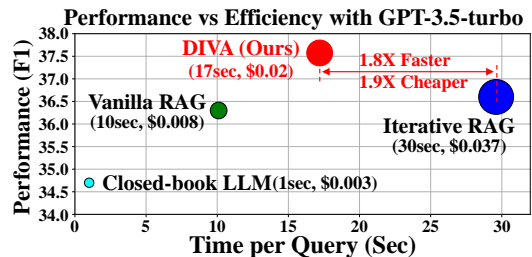 Performance vs Efficiency with GPT-3.5-turbo
Performance (F1)
38.0
37.5
37.0
36.5
36.0
35.5
35.0
34.5
34.0
DIVA (Ours)
(17sec, $0.02)
1.8X Faster
1.9X Cheaper
Vanilla RAG
(10sec, $0.008)
Iterative RAG
(30sec, $0.037)
Closed-book LLM(1sec, $0.003)
0
5
10
15
20
25
30
Time per Query (Sec)